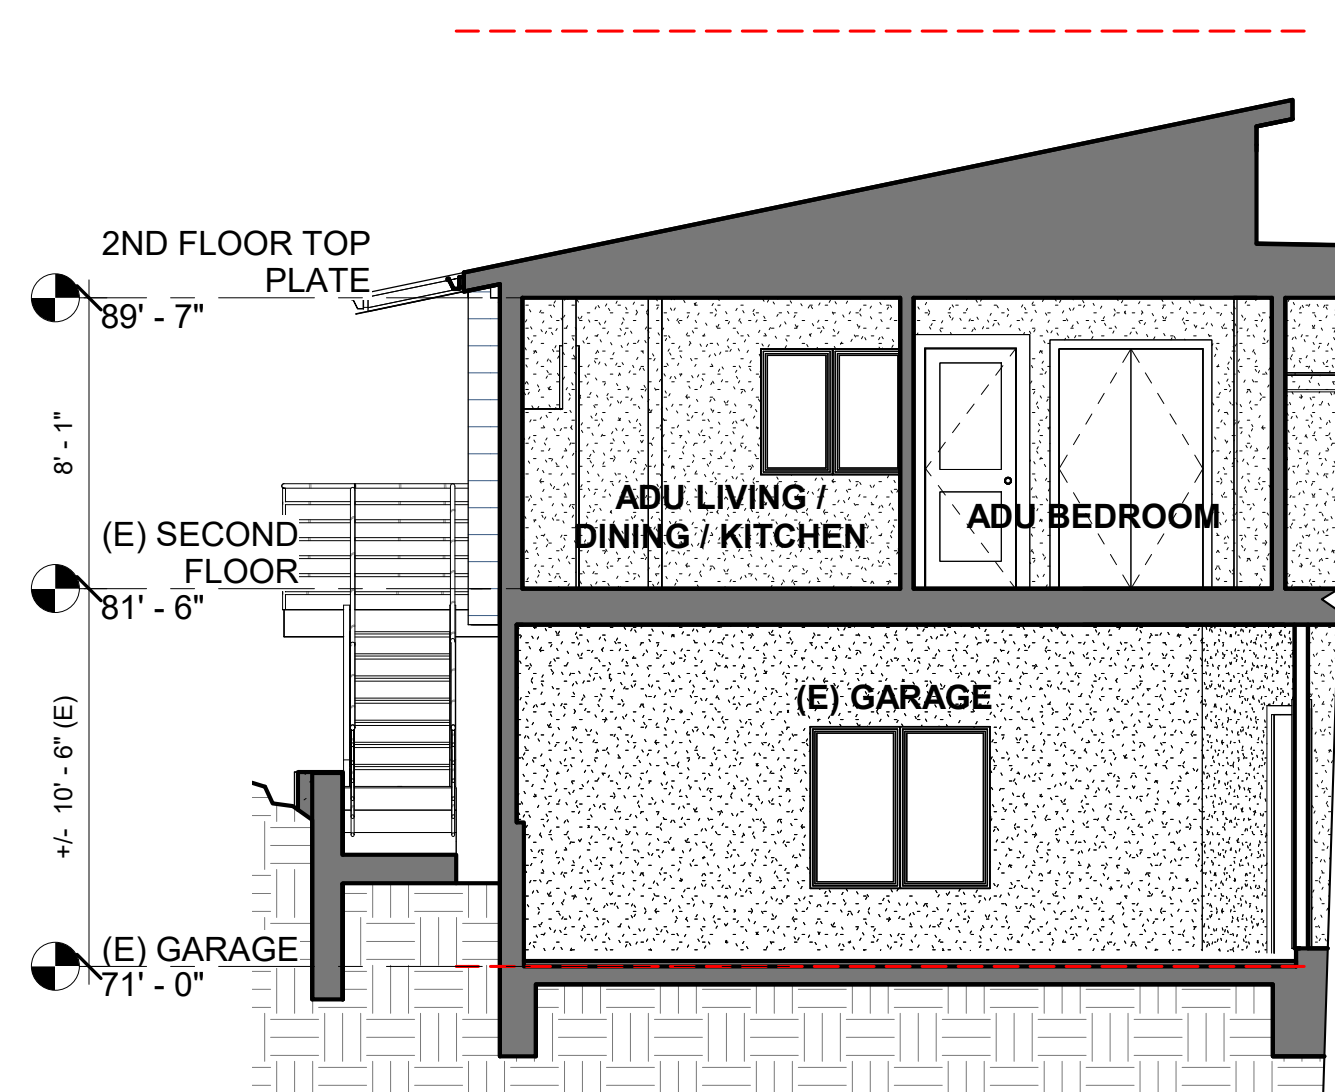 2ND FLOOR TOP
PLATE
89' - 7"
8' - 1"
ADU LIVING /
DINING / KITCHEN
ADU BEDROOM
(E) SECOND
FLOOR
81' - 6"
(E) GARAGE
+/- 10' - 6" (E)
(E) GARAGE
71' - 0"